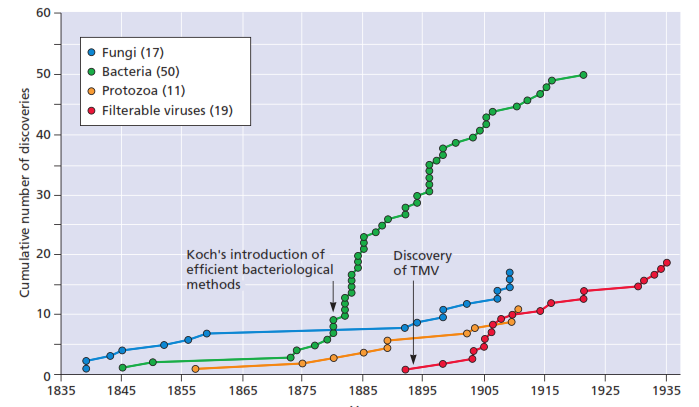 60
50
40
30
20
10
0
Cumulative number of discoveries
Fungi (17)
Bacteria (50)
Protozoa (11)
Filterable viruses (19)
Koch's introduction of
efficient bacteriological
methods
Discovery
of TMV
1835 1845 1855 1865 1875 1885 1895 1905 1915 1925 1935